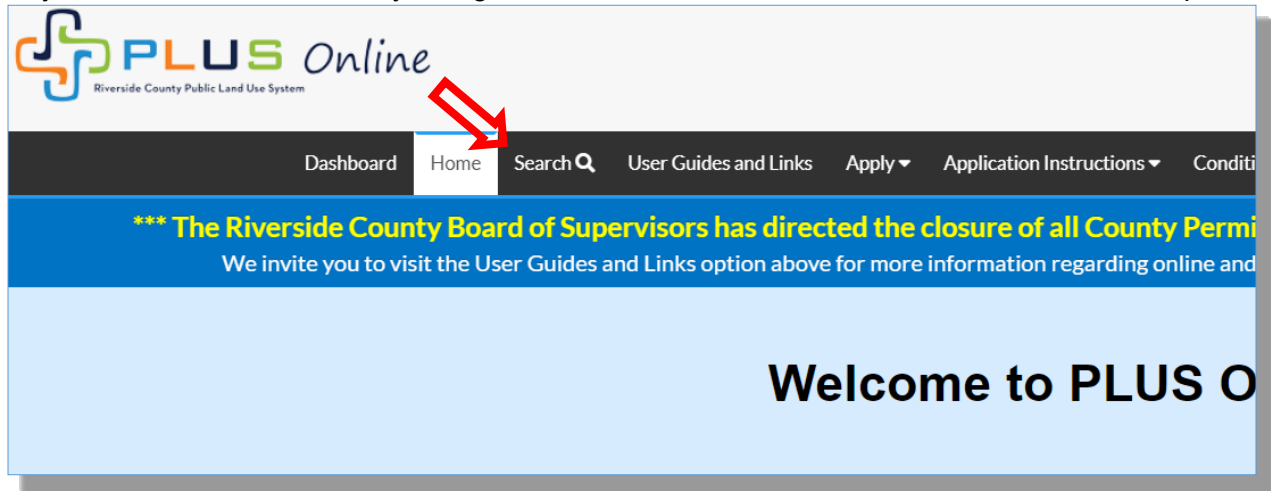 PLUS Online
Riverside County Public Land Use System
Dashboard Home Search User Guides and Links Apply Application Instructions Conditi
*** The Riverside County Board of Supervisors has directed the closure of all County Permi
We invite you to visit the User Guides and Links option above for more information regarding online and
Welcome to PLUS O